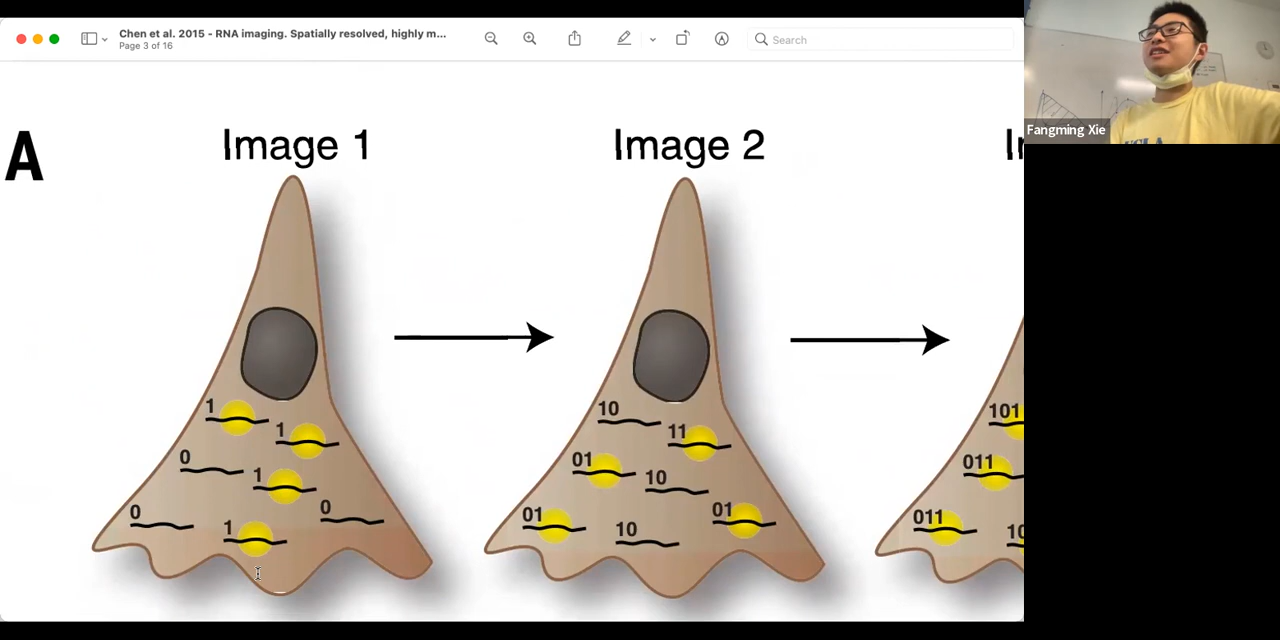 Chen et al. 2015 - RNA imaging. Spatially resolved, highly m...
Page 3 of 16
Search
Fangming Xie
A
Image 1
Image 2
1
1
0
1
0
1
0
10
11
01
10
01
10
01
101
011
011
10